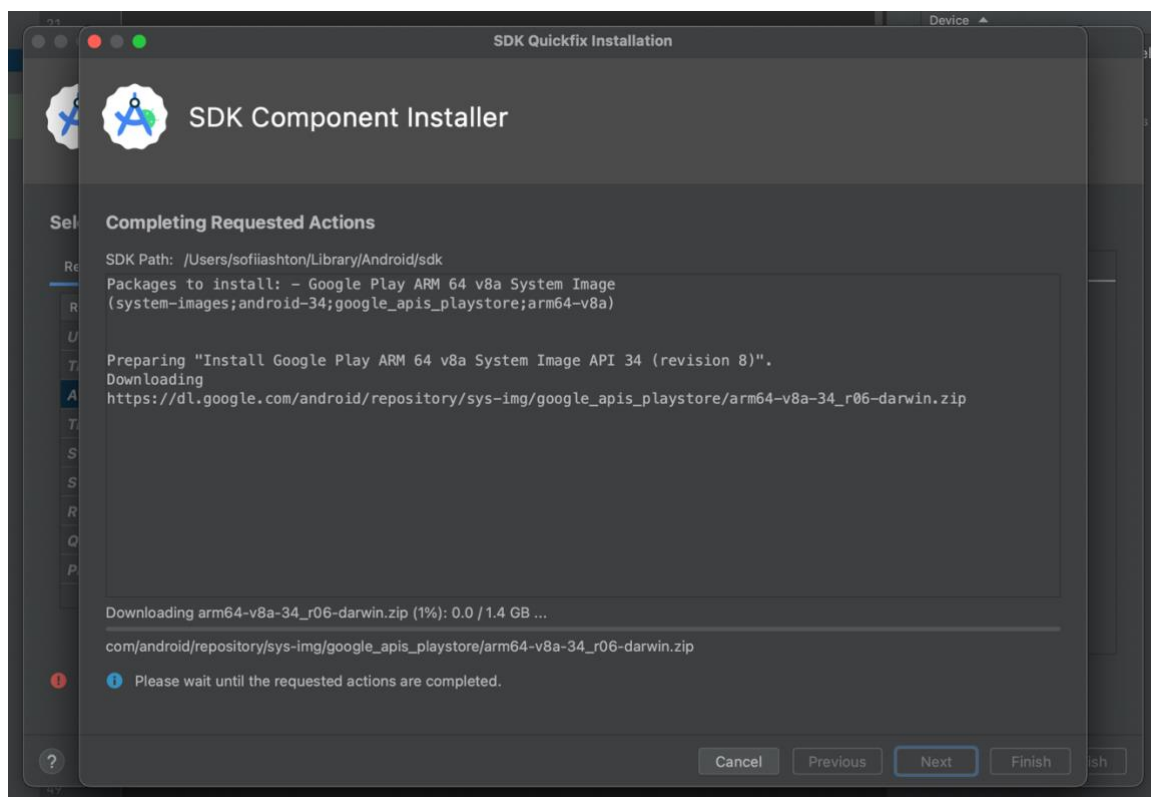 21
Device
SDK Quickfix Installation
SDK Component Installer
Sel
Completing Requested Actions
Re
SDK Path: /Users/sofiiashton/Library/Android/sdk
Packages to install: - Google Play ARM 64 v8a System Image
(system-images;android-34;google_apis_playstore;arm64-v8a)
R
U
Preparing "Install Google Play ARM 64 v8a System Image API 34 (revision 8)".
T
Downloading
A
https://dl.google.com/android/repository/sys-img/google_apis_playstore/arm64-v8a-34_r06-darwin.zip
T
S
S
R
Q
P
Downloading arm64-v8a-34_r06-darwin.zip (1%): 0.0 / 1.4 GB ...
com/android/repository/sys-img/google_apis_playstore/arm64-v8a-34_r06-darwin.zip
! i Please wait until the requested actions are completed.
? Cancel Previous Next Finish ish
49